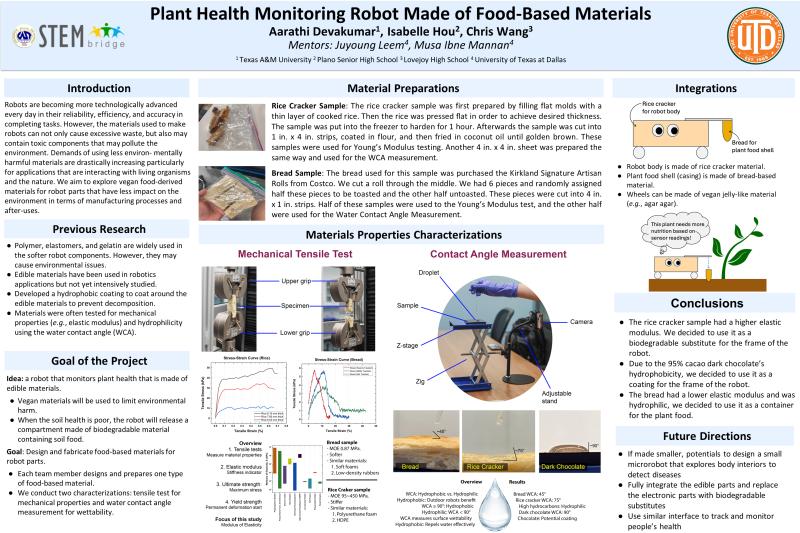 Plant Health Monitoring Robot Made of Food-Based Materials
Aarathi Devakumar1, Isabelle Hou2, Chris Wang3
Mentors: Juyoung Leem4, Musa Ibne Mannan4
1 Texas A&M University 2 Plano Senior High School 3 Lovejoy High School 4 University of Texas at Dallas
STEM
bridge
UTD
Introduction
Robots are becoming more technologically advanced
every day in their reliability, efficiency, and accuracy in
completing tasks. However, the materials used to make
robots can not only cause excessive waste, but also may
contain toxic components that may pollute the environment.
Demands of using less environ- mentally
harmful materials are drastically increasing particularly
for applications that are interacting with living organisms
and the nature. We aim to explore vegan food-derived
materials for robot parts that have less impact on the
environment in terms of manufacturing processes and
after-uses.
Previous Research
● Polymer, elastomers, and gelatin are widely used
in the softer robot components. However, they may
cause environmental issues.
● Edible materials have been used in robotics
applications but not yet intensively studied.
● Developed a hydrophobic coating to coat around the
edible materials to prevent decomposition.
● Materials were often tested for mechanical
properties (e.g., elastic modulus) and hydrophilicity
using the water contact angle (WCA).
Goal of the Project
Idea: a robot that monitors plant health that is made of
edible materials.
● Vegan materials will be used to limit environmental
harm.
● When the soil health is poor, the robot will release a
compartment made of biodegradable material
containing soil food.
Goal: Design and fabricate food-based materials for
robot parts.
● Each team member designs and prepares one type
of food-based material.
● We conduct two characterizations: tensile test for
mechanical properties and water contact angle
measurement for wettability.
Material Preparations
Rice Cracker Sample: The rice cracker sample was first prepared by filling flat molds with a
thin layer of cooked rice. Then the rice was pressed flat in order to achieve desired thickness.
The sample was put into the freezer to harden for 1 hour. Afterwards the sample was cut into
1 in. x 4 in. strips, coated in flour, and then fried in coconut oil until golden brown. These
samples were used for Young's Modulus testing. Another 4 in. x 4 in. sheet was prepared the
same way and used for the WCA measurement.
Bread Sample: The bread used for this sample was purchased the Kirkland Signature Artisan
Rolls from Costco. We cut a roll through the middle. We had 6 pieces and randomly assigned
half these pieces to be toasted and the other half untoasted. These pieces were cut into 4 in.
x 1 in. strips. Half of these samples were used to the Young's Modulus test, and the other half
were used for the Water Contact Angle Measurement.
Materials Properties Characterizations
Mechanical Tensile Test
Upper grip
Specimen
Lower grip
Stress-Strain Curve (Rice)
Tensile Strain (%)
Stress-Strain Curve (Bread)
Tensile Strain (%)
Overview
1. Tensile tests
Measure material properties
2. Elastic modulus
Stiffness indicator
3. Ultimate strength:
Maximum stress
4. Yield strength
Permanent deformation start
Focus of this study
Modulus of Elasticity
Bread sample
- MOE 0.87 MPa.
- Softer
- Similar materials:
1. Soft foams
2. Low-density rubbers
Rice Craker sample
- MOE 95~450 MPa.
- Stiffer
- Similar materials:
1. Polyurethane foam
2. HDPE
Contact Angle Measurement
Droplet
Sample
Z-stage
Zig
Camera
Adjustable
stand
~45°
Bread
~75°
Rice Cracker
~90°
Dark Chocolate
Overview
WCA: Hydrophobic vs. Hydrophilic
Hydrophobic: Outdoor robots benefit
WCA ≥ 90°: Hydrophobic
Hydrophilic: WCA < 90°
WCA measures surface wettability
Hydrophobic: Repels water effectively
Results
Bread WCA: 45°
Rice cracker WCA: 75°
High hydrocarbons: Hydrophobic
Dark chocolate WCA: 90°
Chocolate: Potential coating
Integrations
Rice cracker
for robot body
Bread for
plant food shell
● Robot body is made of rice cracker material.
● Plant food shell (casing) is made of bread-based
material.
● Wheels can be made of vegan jelly-like material
(e.g., agar agar).
This plant needs more
nutrition based on
sensor readings!
Conclusions
● The rice cracker sample had a higher elastic
modulus. We decided to use it as a
biodegradable substitute for the frame of the
robot.
● Due to the 95% cacao dark chocolate's
hydrophobicity, we decided to use it as a
coating for the frame of the robot.
● The bread had a lower elastic modulus and was
hydrophilic, we decided to use it as a container
for the plant food.
Future Directions
● If made smaller, potentials to design a small
microrobot that explores body interiors to
detect diseases
● Fully integrate the edible parts and replace
the electronic parts with biodegradable
substitutes
● Use similar interface to track and monitor
people's health